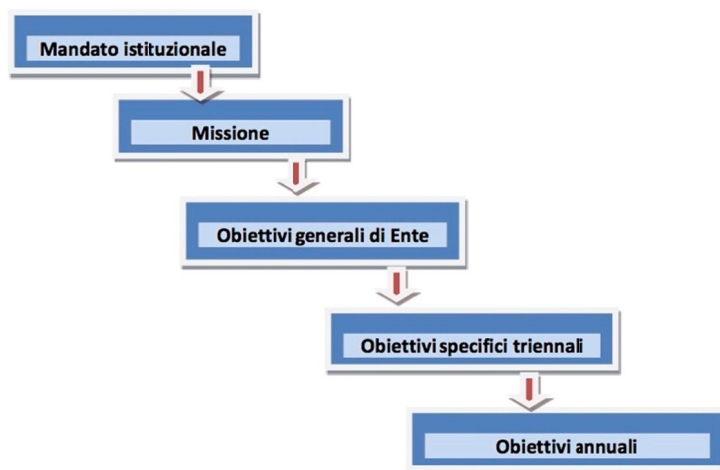 Mandato istituzionale
Missione
Obiettivi generali di Ente
Obiettivi specifici triennali
Obiettivi annuali